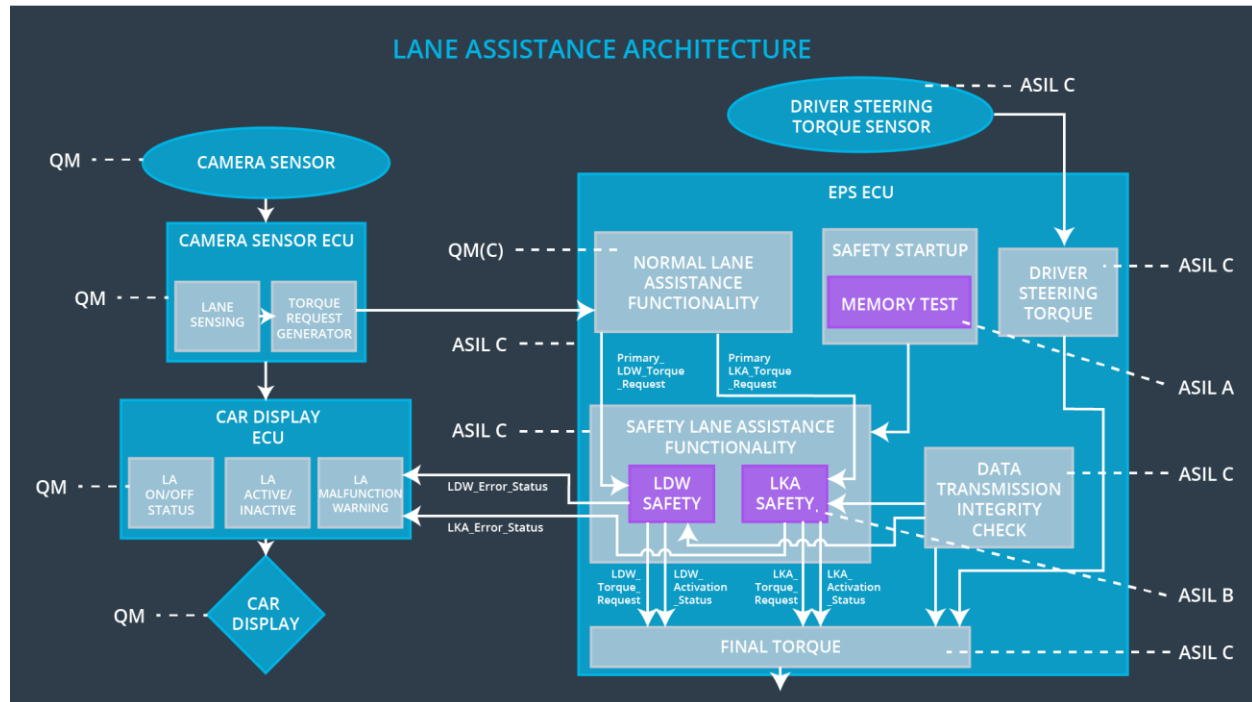 LANE ASSISTANCE ARCHITECTURE
ASIL C
DRIVER STEERING
TORQUE SENSOR
QM
CAMERA SENSOR
EPS ECU
CAMERA SENSOR ECU
QM(C)
NORMAL LANE
ASSISTANCE
FUNCTIONALITY
SAFETY STARTUP
MEMORY TEST
DRIVER
STEERING
TORQUE
ASIL C
QM
LANE
SENSING
TORQUE
REQUEST
GENERATOR
ASIL C
Primary_
LDW_Torque
_Request
Primary
LKA_Torque
_Request
ASIL A
CAR DISPLAY
ECU
ASIL C
SAFETY LANE ASSISTANCE
FUNCTIONALITY
QM
LA
ON/OFF
STATUS
LA
ACTIVE/
INACTIVE
LA
MALFUNCTION
WARNING
LDW_Error_Status
LKA_Error_Status
LDW
SAFETY
LKA
SAFETY
DATA
TRANSMISSION
INTEGRITY
CHECK
ASIL C
LDW_
Torque_
Request
LDW_
Activation
_Status
LKA_
Torque_
Request
LKA_
Activation
_Status
ASIL B
QM
CAR
DISPLAY
FINAL TORQUE
ASIL C